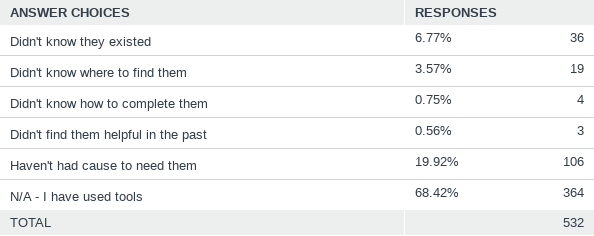 ANSWER CHOICES RESPONSES
Didn't know they existed 6.77% 36
Didn't know where to find them 3.57% 19
Didn't know how to complete them 0.75% 4
Didn't find them helpful in the past 0.56% 3
Haven't had cause to need them 19.92% 106
N/A - I have used tools 68.42% 364
TOTAL 532